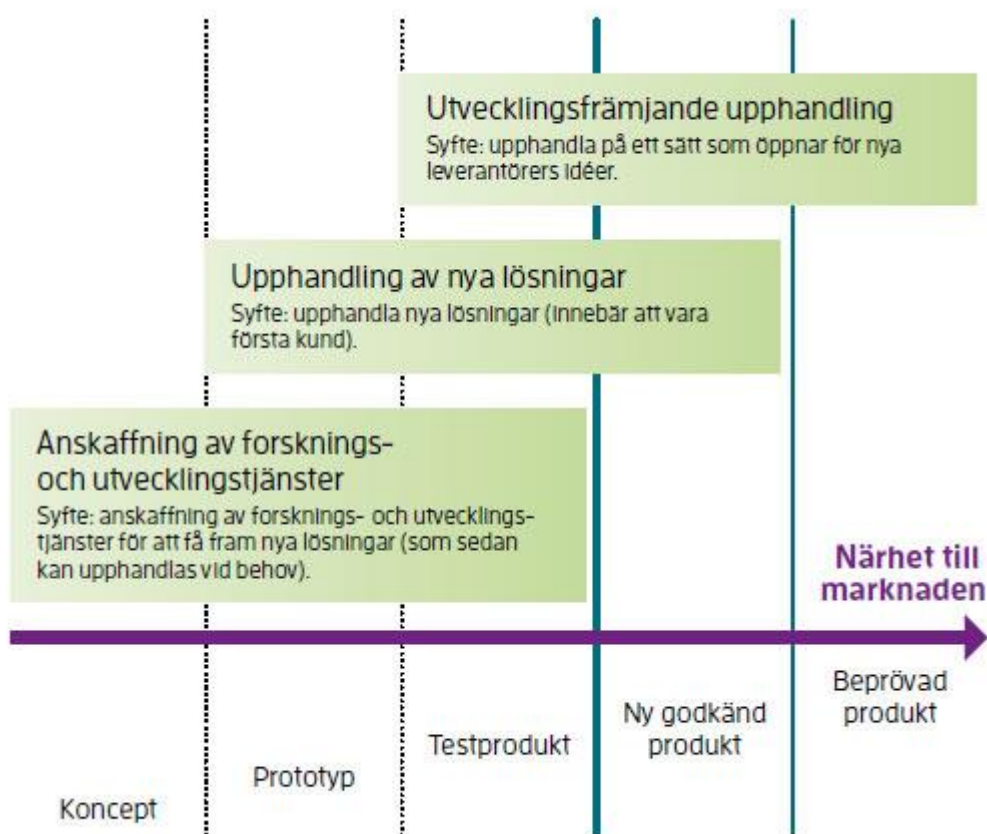 Utvecklingsfrämjande upphandling
Syfte: upphandla på ett sätt som öppnar för nya
leverantörers idéer.
Upphandling av nya lösningar
Syfte: upphandla nya lösningar (innebär att vara
första kund).
Anskaffning av forsknings-
och utvecklingstjänster
Syfte: anskaffning av forsknings- och utvecklings-
tjänster för att få fram nya lösningar (som sedan
kan upphandlas vid behov).
Närhet till
marknaden
Koncept
Prototyp
Testprodukt
Ny godkänd
produkt
Beprövad
produkt